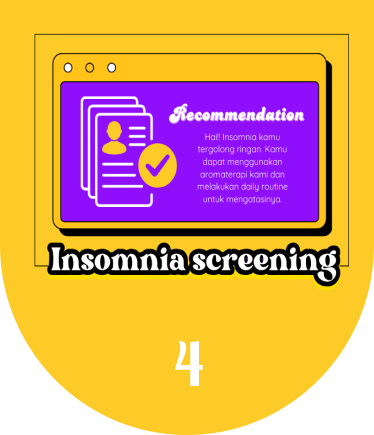 Recommendation
Hai!! Insomnia kamu
tergolong ringan. Kamu
dapat menggunakan
aromaterapi kami dan
melakukan daily routine
untuk mengatasinya.
Insomnia screening
4